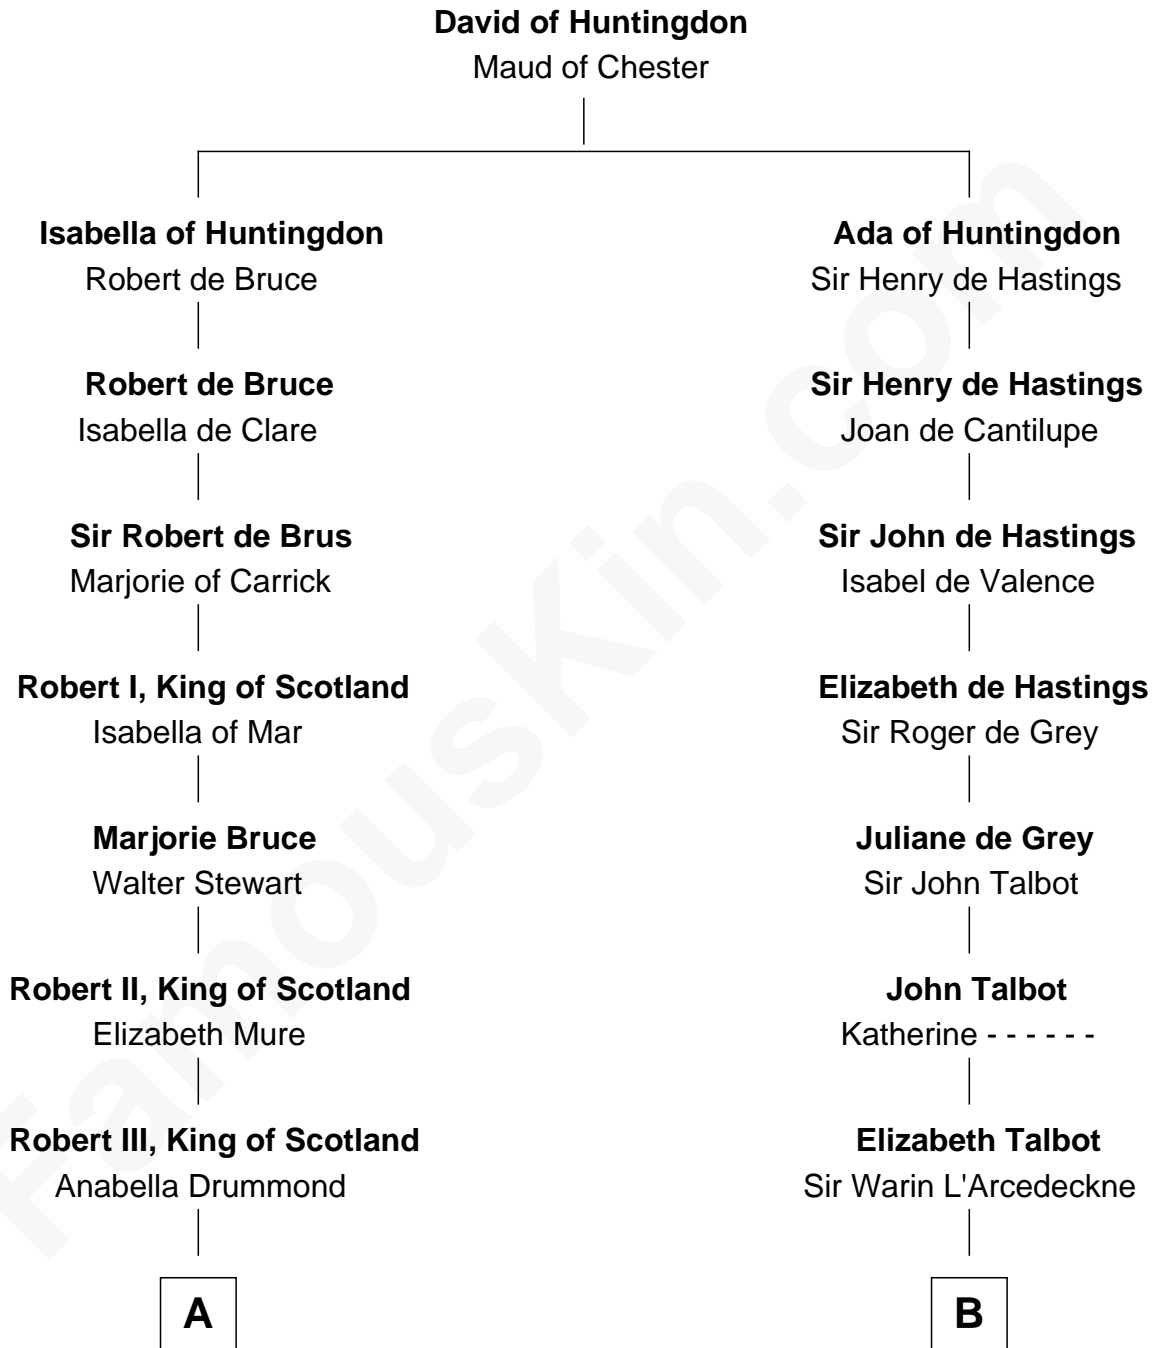 David of Huntingdon
Maud of Chester
Isabella of Huntingdon
Robert de Bruce
Robert de Bruce
Isabella de Clare
Sir Robert de Brus
Marjorie of Carrick
Robert I, King of Scotland
Isabella of Mar
Marjorie Bruce
Walter Stewart
Robert II, King of Scotland
Elizabeth Mure
Robert III, King of Scotland
Anabella Drummond
A
Ada of Huntingdon
Sir Henry de Hastings
Sir Henry de Hastings
Joan de Cantilupe
Sir John de Hastings
Isabel de Valence
Elizabeth de Hastings
Sir Roger de Grey
Juliane de Grey
Sir John Talbot
John Talbot
Katherine - - - - - -
Elizabeth Talbot
Sir Warin L'Arcedeckne
B
FamousKin.com